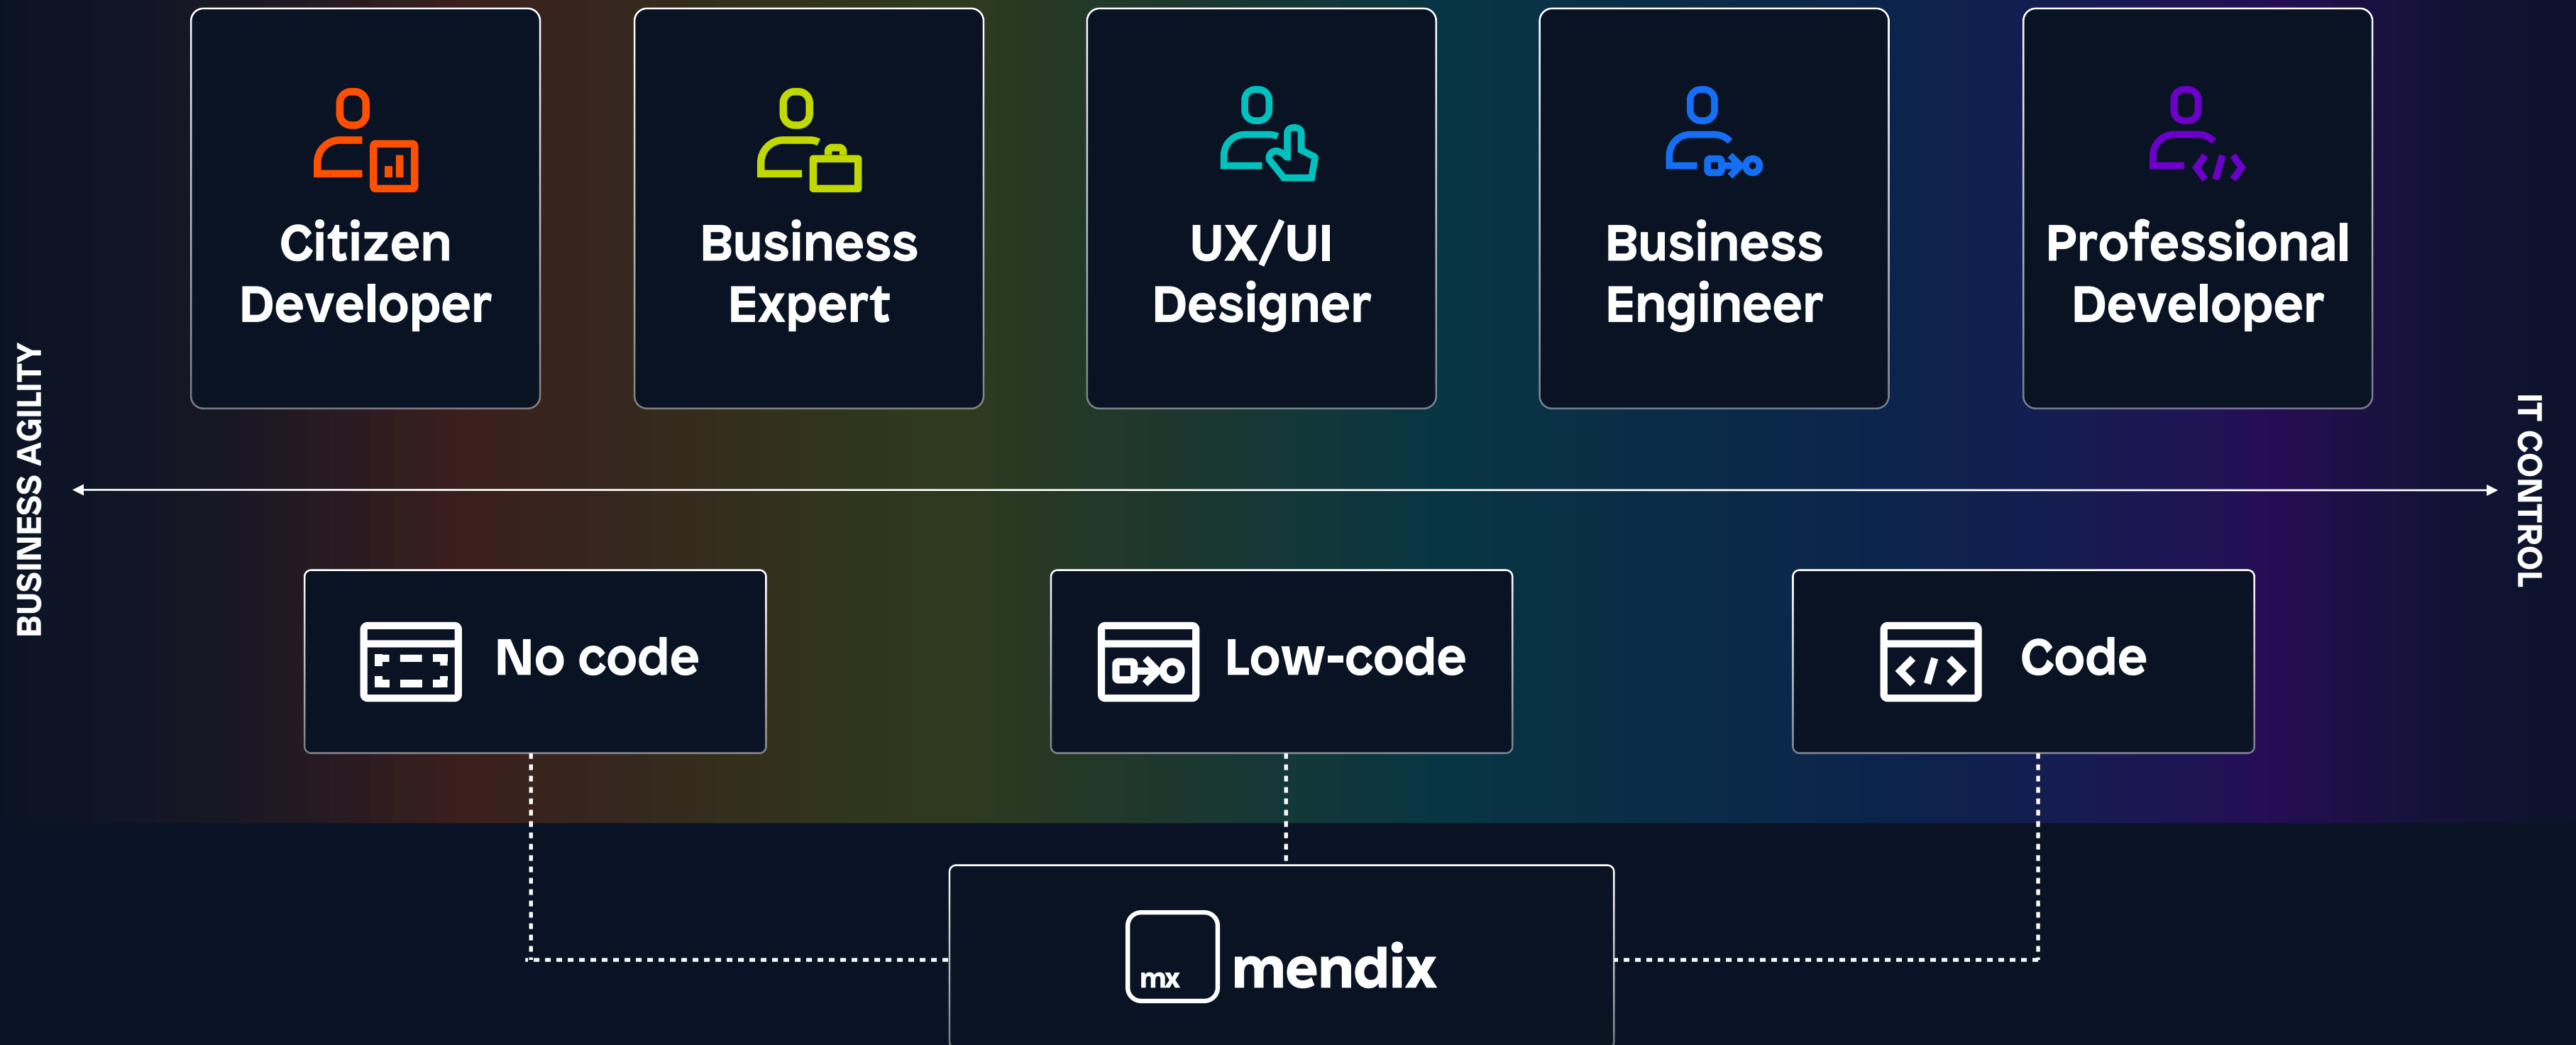 Citizen
Developer
Business
Expert
UX/UI
Designer
Business
Engineer
Professional
Developer
BUSINESS AGILITY
IT CONTROL
No code
Low-code
</> Code
mx mendix